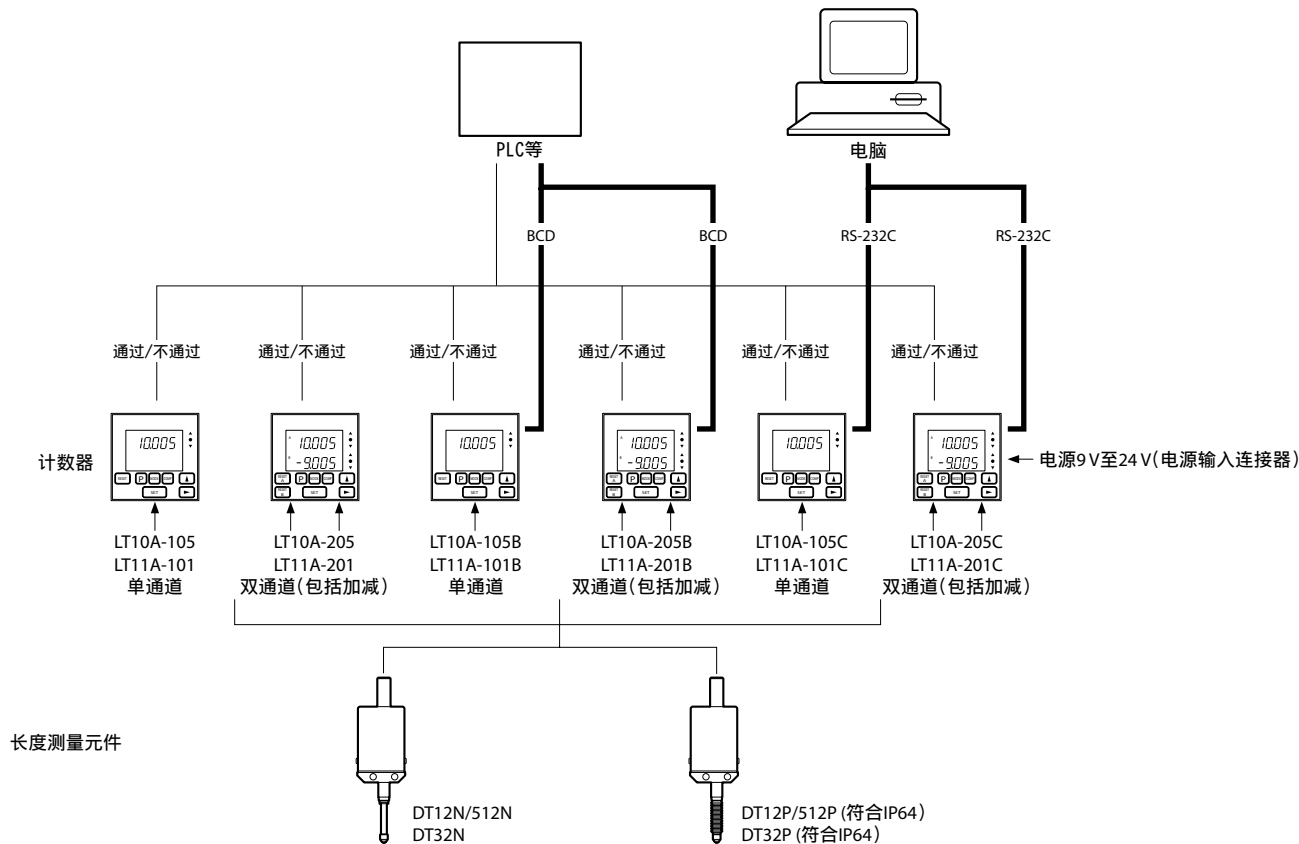 PLC等
电脑
BCD
BCD
RS-232C
RS-232C
通过/不通过
通过/不通过
通过/不通过
通过/不通过
通过/不通过
通过/不通过
计数器
10.005
10.005
-9.005
10.005
10.005
-9.005
10.005
10.005
-9.005
电源9 V至24 V(电源输入连接器)
LT10A-105
LT11A-101
单通道
LT10A-205
LT11A-201
双通道(包括加减)
LT10A-105B
LT11A-101B
单通道
LT10A-205B
LT11A-201B
双通道(包括加减)
LT10A-105C
LT11A-101C
单通道
LT10A-205C
LT11A-201C
双通道(包括加减)
长度测量元件
DT12N/512N
DT32N
DT12P/512P (符合IP64)
DT32P (符合IP64)